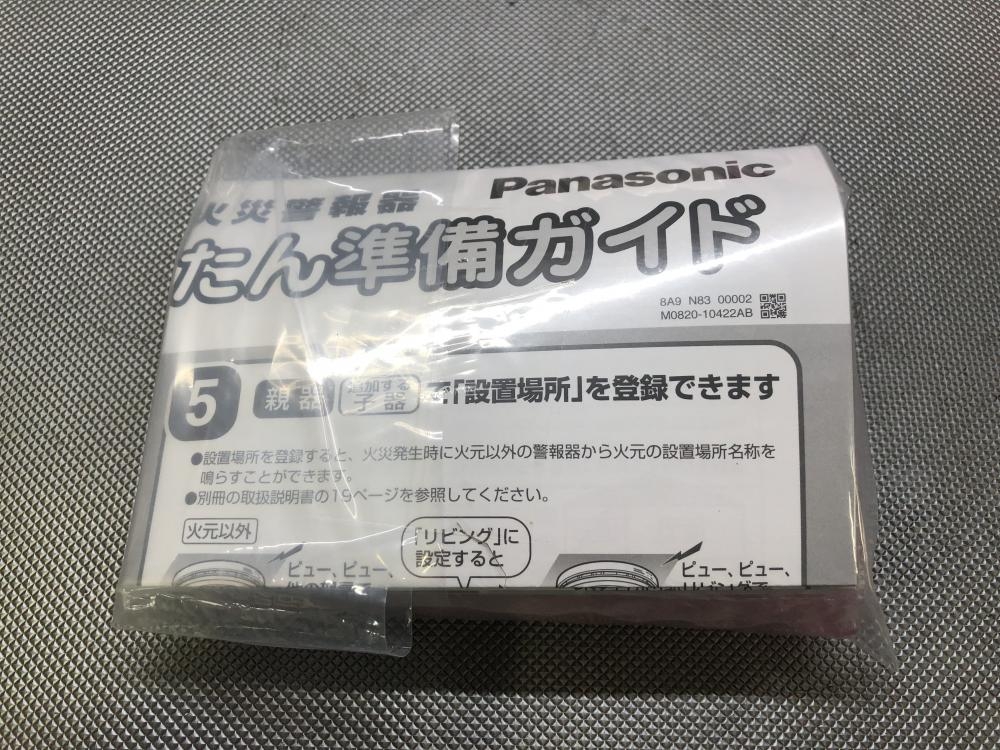 Panasonic
火災警報器
たん準備ガイド
8A9 N83 00002
M0820-10422AB
5 親器 追加する子器 で「設置場所」を登録できます
●設置場所を登録すると、火災発生時に火元以外の警報器から火元の設置場所名称を
鳴らすことができます。
●別冊の取扱説明書の19ページを参照してください。
火元以外
「リビング」に
設定すると
ピュー、ピュー、
ピュー、ピュー、